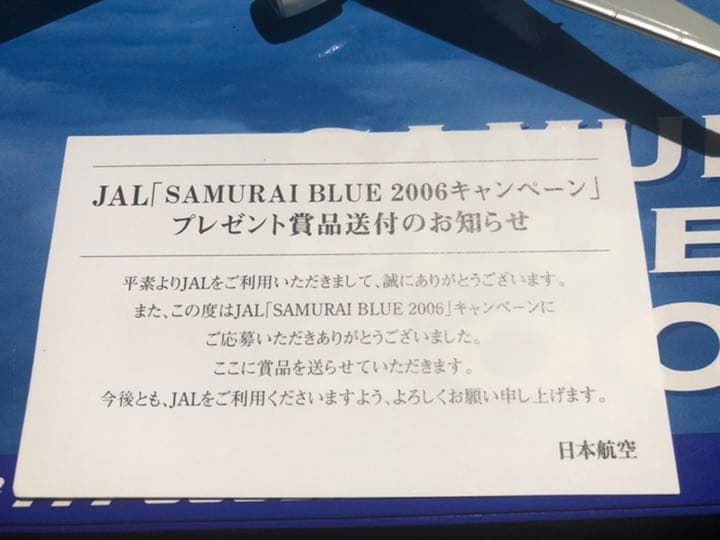 JAL「SAMURAI BLUE 2006キャンペーン」
プレゼント賞品送付のお知らせ
平素よりJALをご利用いただきまして、誠にありがとうございます。
また、この度はJAL「SAMURAI BLUE 2006」キャンペーンに
ご応募いただきありがとうございました。
ここに賞品を送らせていただきます。
今後とも、JALをご利用くださいますよう、よろしくお願い申し上げます。
日本航空